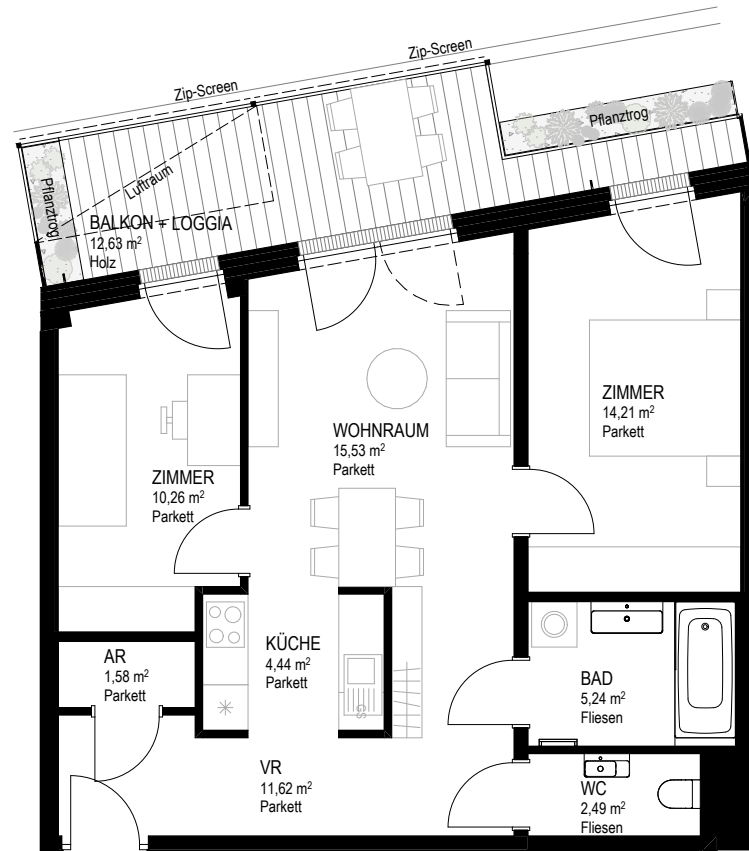 Zip-Screen
Zip-Screen
Pflanztrog
Pflanztrog
Luftraum
BALKON + LOGGIA
12,63 m²
Holz
ZIMMER
14,21 m²
Parkett
WOHNRAUM
15,53 m²
Parkett
ZIMMER
10,26 m²
Parkett
KÜCHE
4,44 m²
Parkett
AR
1,58 m²
Parkett
BAD
5,24 m²
Fliesen
GS
VR
11,62 m²
Parkett
WC
2,49 m²
Fliesen